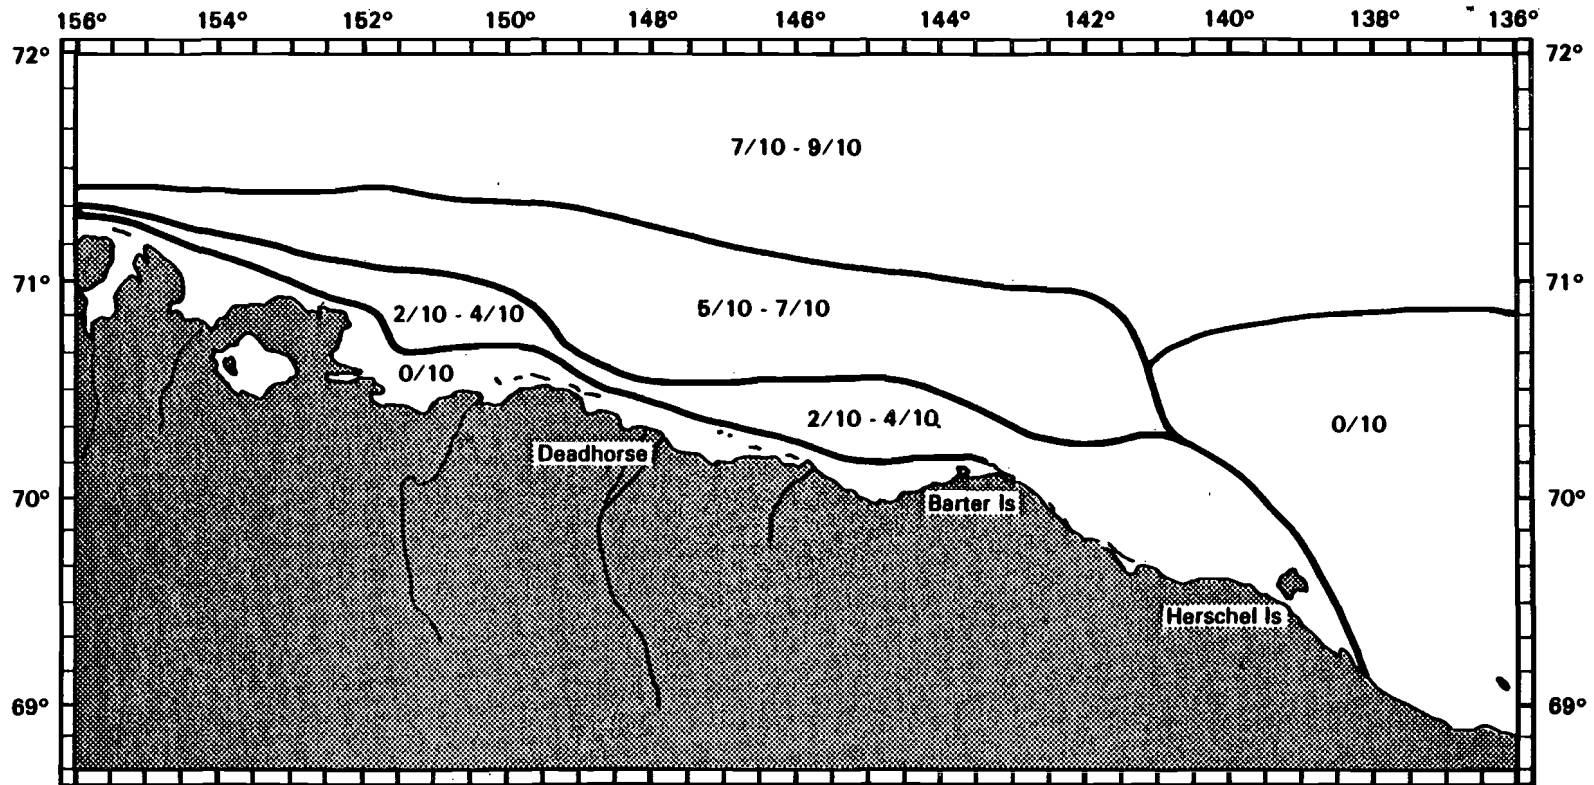 156° 154° 152° 150° 148° 146° 144° 142° 140° 138° 136°
72° 72°
7/10 - 9/10
71° 71°
2/10 - 4/10 5/10 - 7/10
0/10
2/10 - 4/10 0/10
Deadhorse
70° 70°
Barter Is
Herschel Is
69° 69°